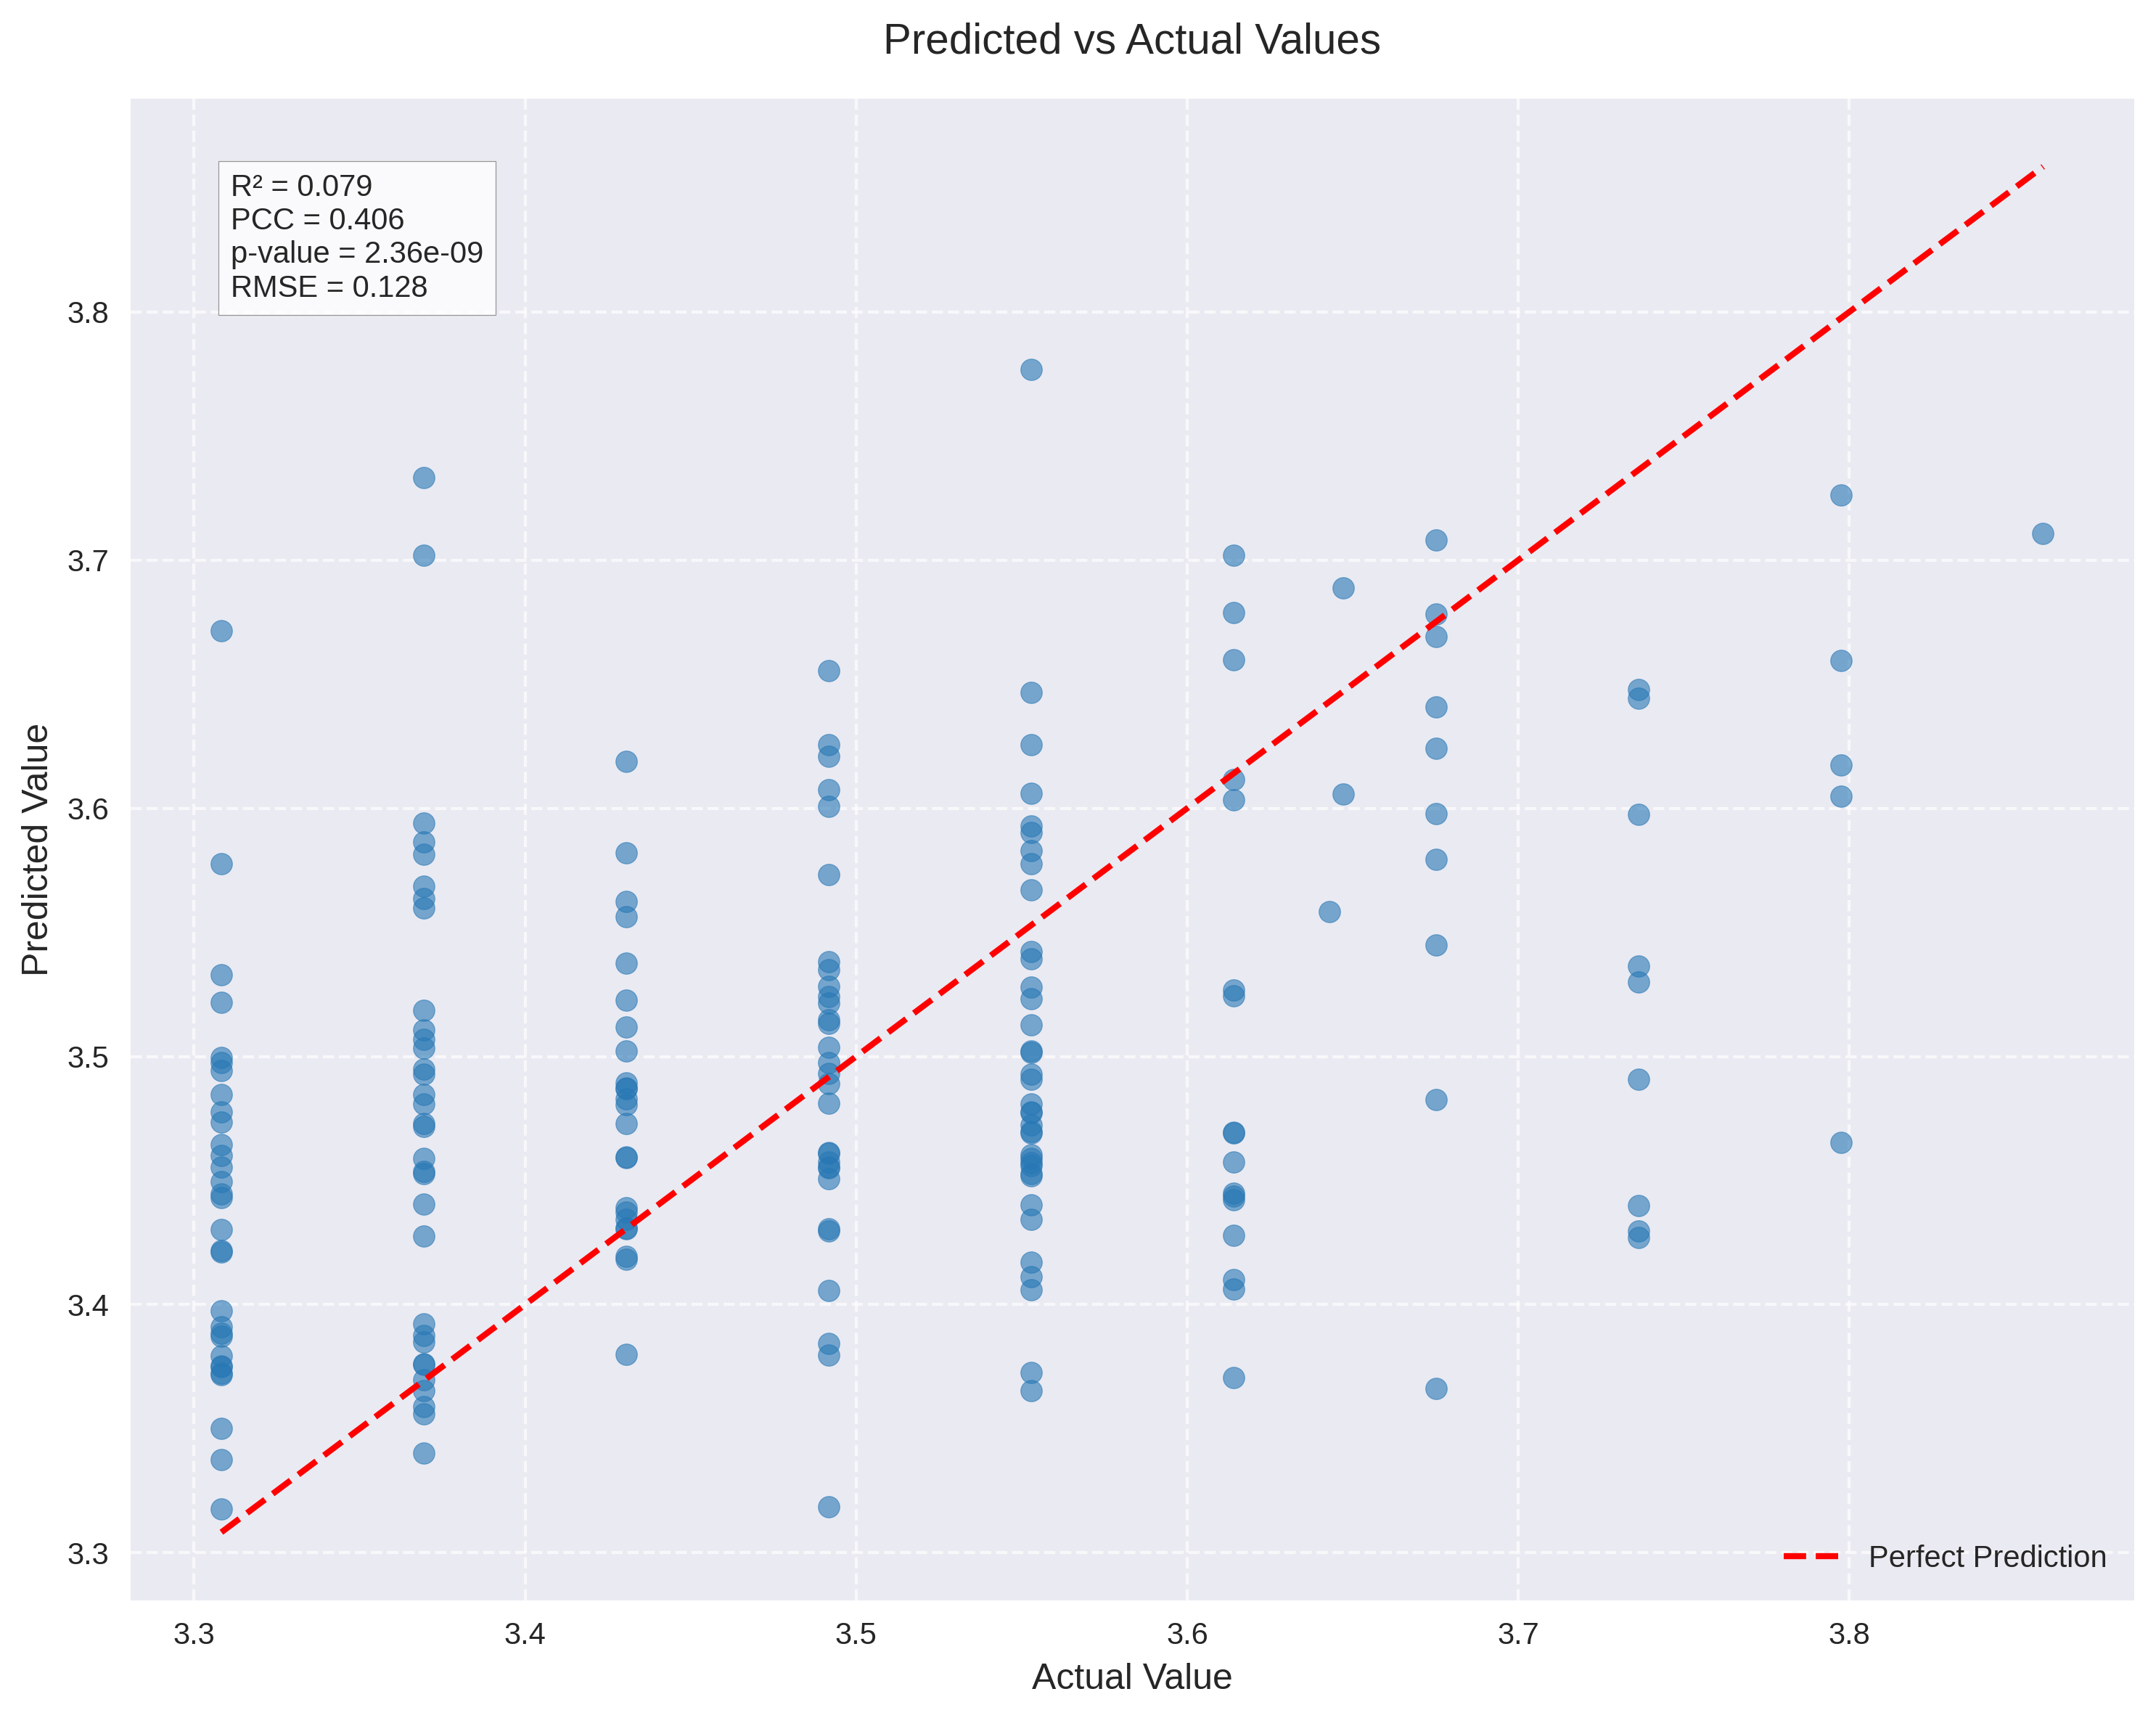 Predicted vs Actual Values
R² = 0.079
PCC = 0.406
p-value = 2.36e-09
RMSE = 0.128
3.8
3.7
3.6
3.5
3.4
3.3
Predicted Value
Perfect Prediction
3.3 3.4 3.5 3.6 3.7 3.8
Actual Value